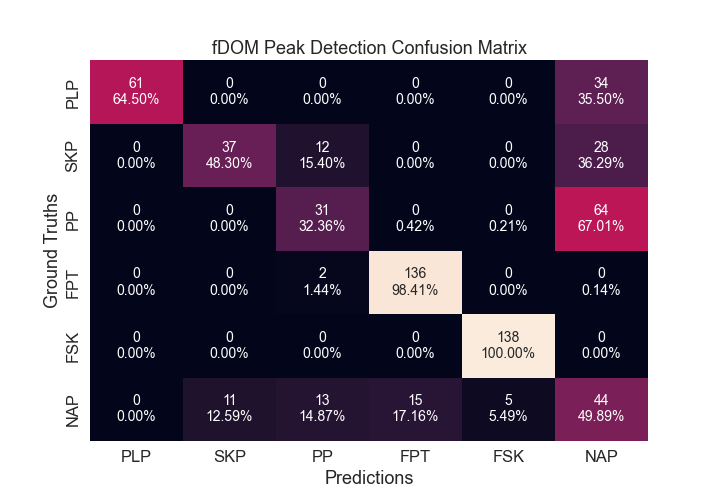 fDOM Peak Detection Confusion Matrix
Ground Truths
PLP
61 0 0 0 0 34
64.50% 0.00% 0.00% 0.00% 0.00% 35.50%
SKP
0 37 12 0 0 28
0.00% 48.30% 15.40% 0.00% 0.00% 36.29%
PP
0 0 31 0 0 64
0.00% 0.00% 32.36% 0.42% 0.21% 67.01%
FPT
0 0 2 136 0 0
0.00% 0.00% 1.44% 98.41% 0.00% 0.14%
FSK
0 0 0 0 138 0
0.00% 0.00% 0.00% 0.00% 100.00% 0.00%
NAP
0 11 13 15 5 44
0.00% 12.59% 14.87% 17.16% 5.49% 49.89%
PLP SKP PP FPT FSK NAP
Predictions